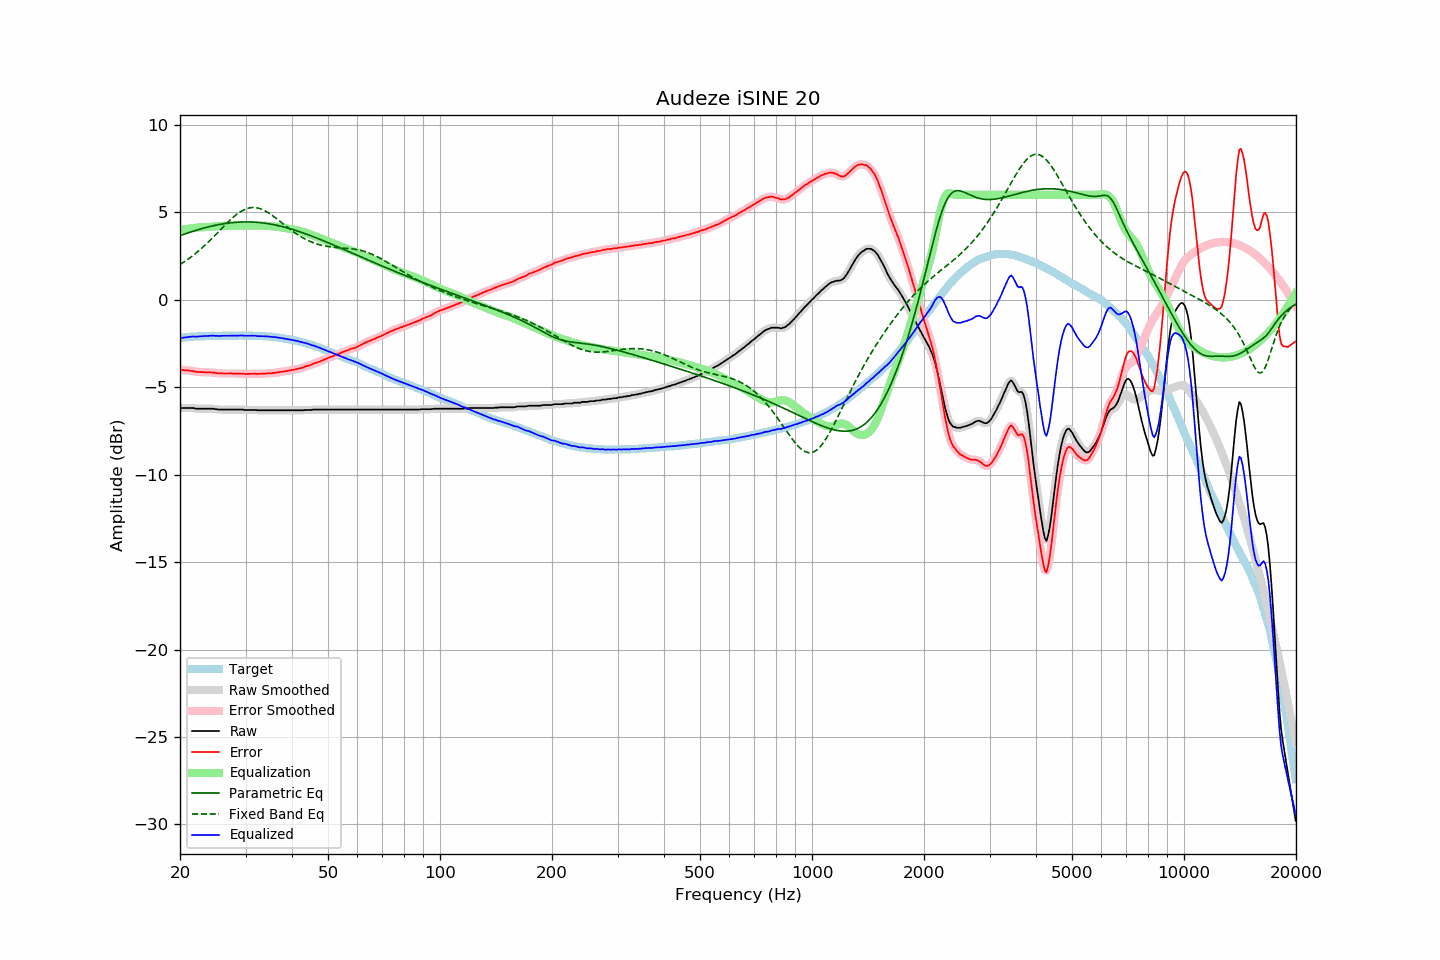 Audeze iSINE 20
Amplitude (dBr)
10
5
0
−5
−10
−15
−20
−25
−30
Target
Raw Smoothed
Error Smoothed
Raw
Error
Equalization
Parametric Eq
Fixed Band Eq
Equalized
20 50 100 200 500 1000 2000 5000 10000 20000
Frequency (Hz)